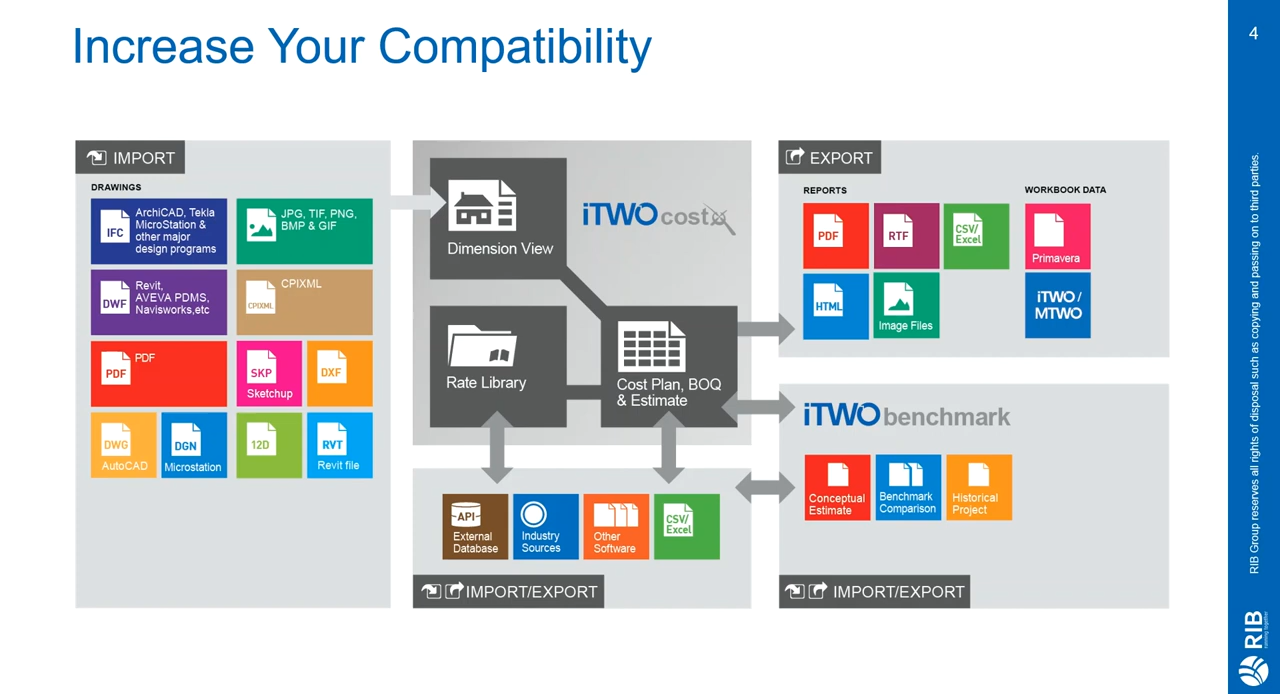 Increase Your Compatibility
4
IMPORT
DRAWINGS
IFC
ArchiCAD, Tekla
MicroStation &
other major
design programs
JPG, TIF, PNG,
BMP & GIF
DWF
Revit,
AVEVA PDMS,
Navisworks,etc
CPIXML
CPIXML
PDF
PDF
SKP
Sketchup
DXF
DWG
AutoCAD
DGN
Microstation
12D
RVT
Revit file
Dimension View
iTWO costx
Rate Library
Cost Plan, BOQ
& Estimate
API
External
Database
Industry
Sources
Other
Software
CSV/
Excel
IMPORT/EXPORT
EXPORT
REPORTS
WORKBOOK DATA
PDF
RTF
CSV/
Excel
Primavera
HTML
Image Files
iTWO /
MTWO
iTWO benchmark
Conceptual
Estimate
Benchmark
Comparison
Historical
Project
IMPORT/EXPORT
RIB Group reserves all rights of disposal such as copying and passing on to third parties.
RIB